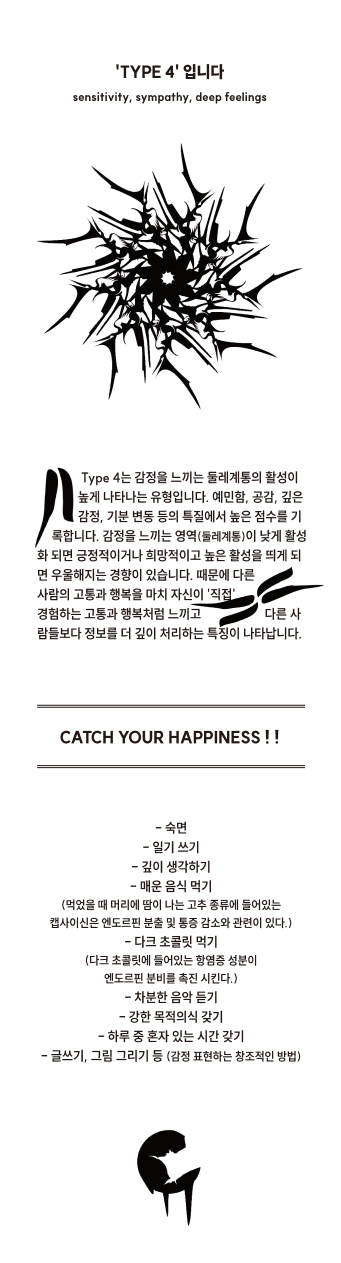 'TYPE 4' 입니다
sensitivity, sympathy, deep feelings
Type 4는 감정을 느끼는 둘레계통의 활성이
높게 나타나는 유형입니다. 예민함, 공감, 깊은
감정, 기분 변동 등의 특질에서 높은 점수를 기
록합니다. 감정을 느끼는 영역(둘레계통)이 낮게 활성
화 되면 긍정적이거나 희망적이고 높은 활성을 띄게 되
면 우울해지는 경향이 있습니다. 때문에 다른
사람의 고통과 행복을 마치 자신이 '직접'
경험하는 고통과 행복처럼 느끼고 다른 사
람들보다 정보를 더 깊이 처리하는 특징이 나타납니다.
CATCH YOUR HAPPINESS ! !
– 숙면
– 일기 쓰기
– 깊이 생각하기
– 매운 음식 먹기
(먹었을 때 머리에 땀이 나는 고추 종류에 들어있는
캡사이신은 엔도르핀 분출 및 통증 감소와 관련이 있다.)
– 다크 초콜릿 먹기
(다크 초콜릿에 들어있는 항염증 성분이
엔도르핀 분비를 촉진 시킨다.)
– 차분한 음악 듣기
– 강한 목적의식 갖기
– 하루 중 혼자 있는 시간 갖기
– 글쓰기, 그림 그리기 등 (감정 표현하는 창조적인 방법)